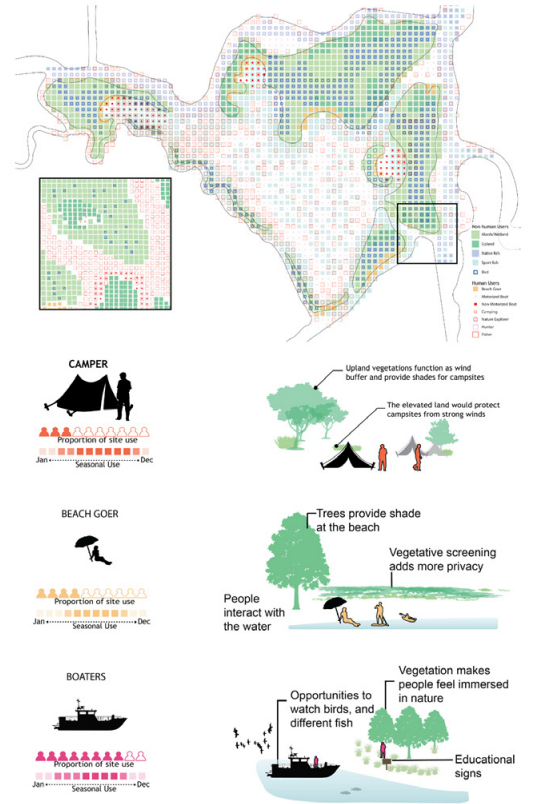 Non human Users
Marsh/Wetland
Upland
Native fish
Sport fish
Bird
Human Users
Beach Goer
Motorized Boat
Non Motorized Boat
Camping
Nature Explorer
Hunter
Fisher
CAMPER
Proportion of site use
Jan Dec
Seasonal Use
Upland vegetations function as wind
buffer and provide shades for campsites
The elevated land would protect
campsites from strong winds
BEACH GOER
Proportion of site use
Jan Dec
Seasonal Use
Trees provide shade
at the beach
Vegetative screening
adds more privacy
People
interact with
the water
BOATERS
Proportion of site use
Jan Dec
Seasonal Use
Opportunities to
watch birds, and
different fish
Vegetation makes
people feel immersed
in nature
Educational
signs